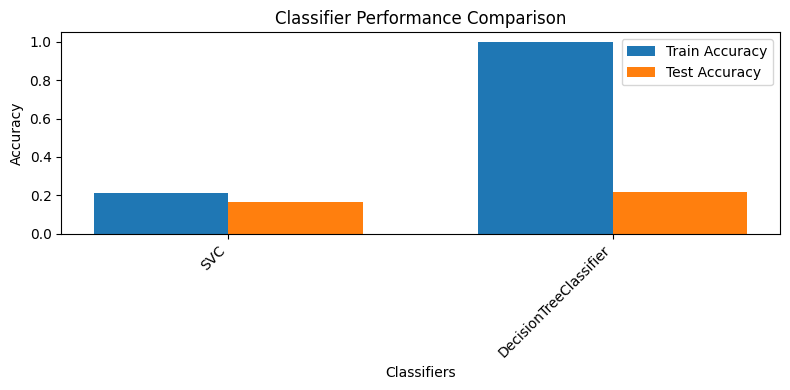 Classifier Performance Comparison
Train Accuracy
Test Accuracy
Accuracy
1.0
0.8
0.6
0.4
0.2
0.0
SVC
DecisionTreeClassifier
Classifiers